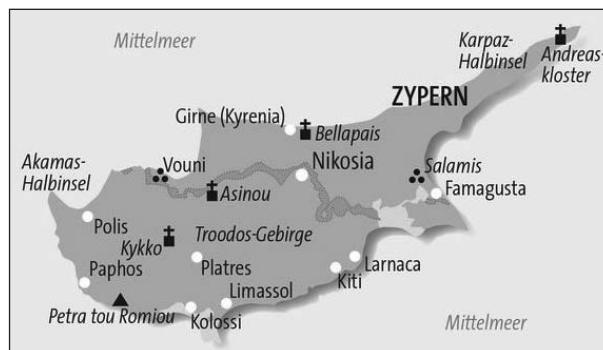 Mittelmeer
Karpaz-
Halbinsel
Andreas-
kloster
ZYPERN
Girne (Kyrenia)
Bellapais
Akamas-
Halbinsel
Vouni
Nikosia
Salamis
Asinou
Famagusta
Polis
Kykko
Troodos-Gebirge
Paphos
Platres
Larnaca
Kiti
Limassol
Petra tou Romiou
Kolossi
Mittelmeer